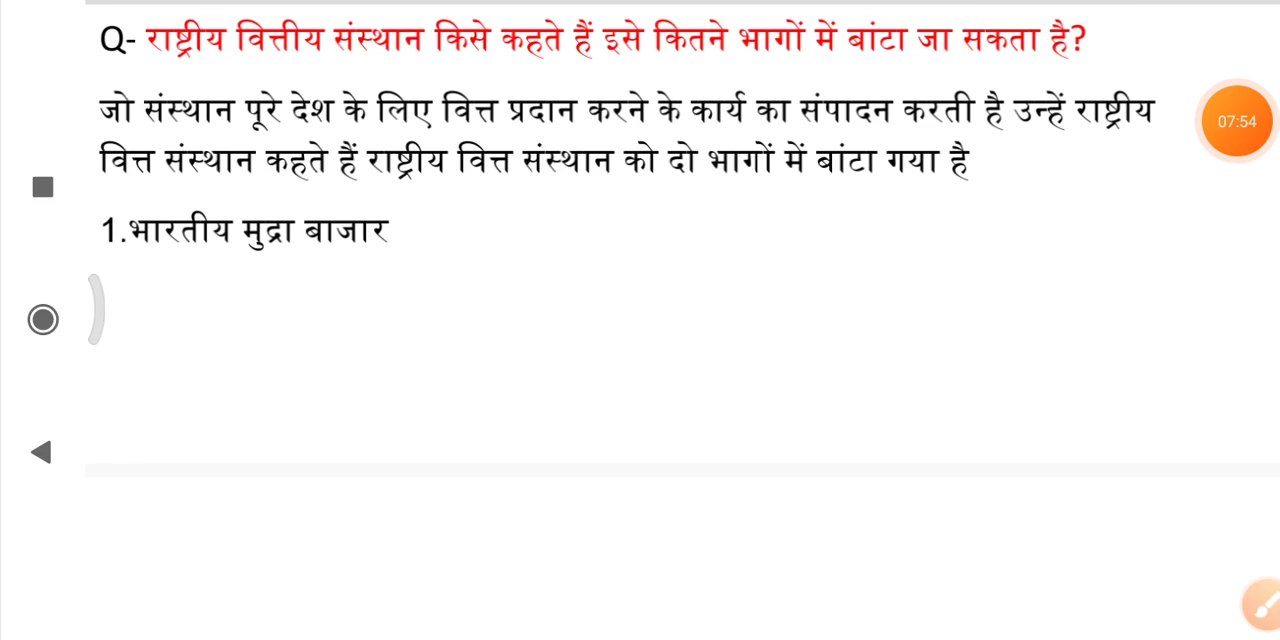 Q- राष्ट्रीय वित्तीय संस्थान किसे कहते हैं इसे कितने भागों में बांटा जा सकता है?
जो संस्थान पूरे देश के लिए वित्त प्रदान करने के कार्य का संपादन करती है उन्हें राष्ट्रीय
07:54
वित्त संस्थान कहते हैं राष्ट्रीय वित्त संस्थान को दो भागों में बांटा गया है
1.भारतीय मुद्रा बाजार